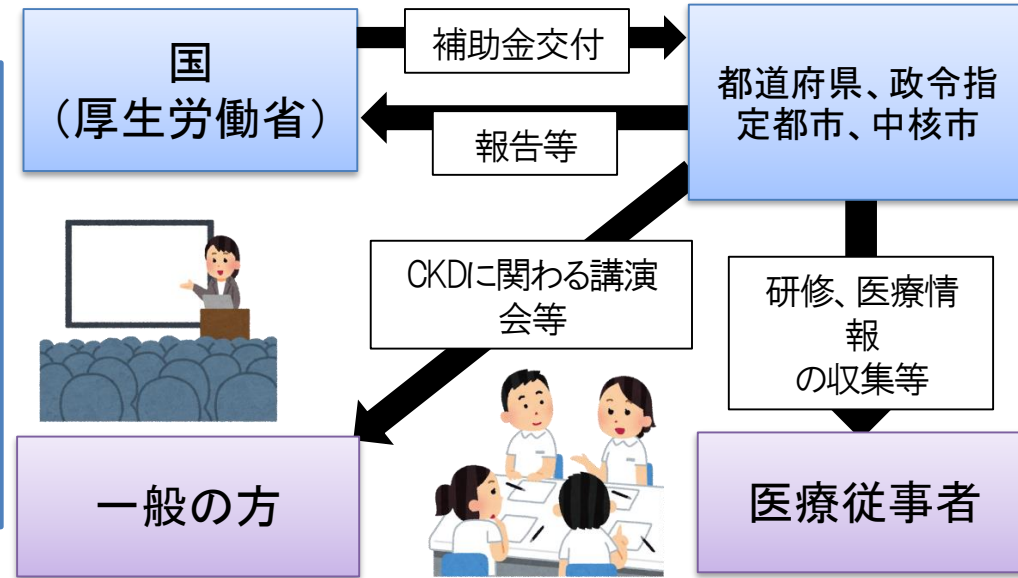 国
（厚生労働省）
補助金交付
都道府県、政令指
定都市、中核市
報告等
CKDに関わる講演
会等
研修、医療情
報
の収集等
一般の方
医療従事者